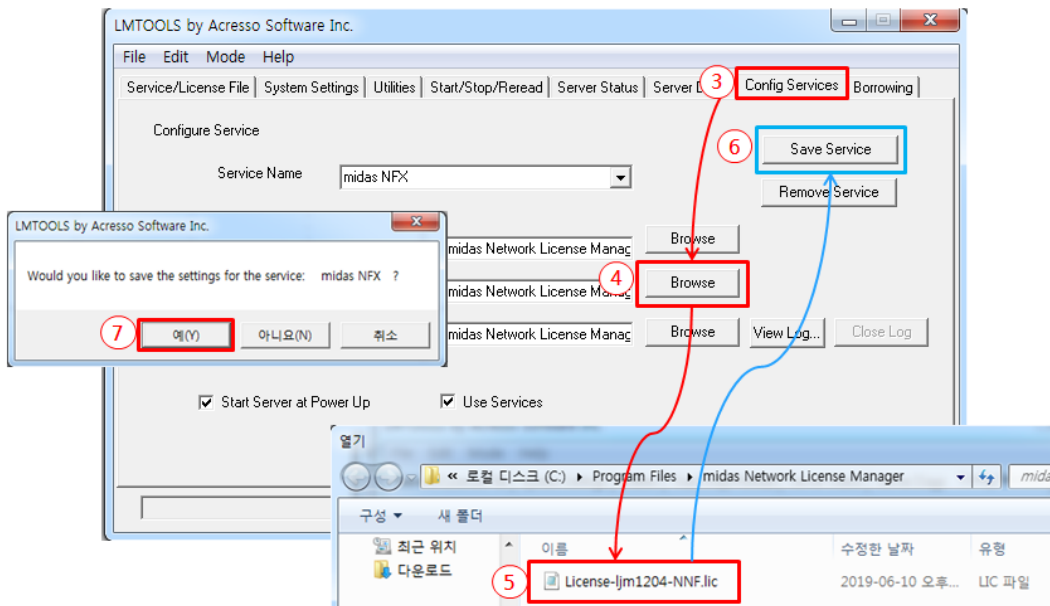 LMTOOLS by Acresso Software Inc.
File Edit Mode Help
Service/License File System Settings Utilities Start/Stop/Reread Server Status Server 3 Config Services Borrowing
Configure Service
6 Save Service
Service Name midas NFX
Remove Service
LMTOOLS by Acresso Software Inc.
Would you like to save the settings for the service: midas NFX ?
7 예(Y) 아니요(N) 취소
midas Network License Manag Browse
midas Network License Manag 4 Browse
midas Network License Manag Browse View Log... Close Log
Start Server at Power Up Use Services
열기
« 로컬 디스크 (C:) Program Files midas Network License Manager mida
구성 새 폴더
최근 위치 이름 수정한 날짜 유형
다운로드
5 License-ljm1204-NNF.lic 2019-06-10 오후... LIC 파일